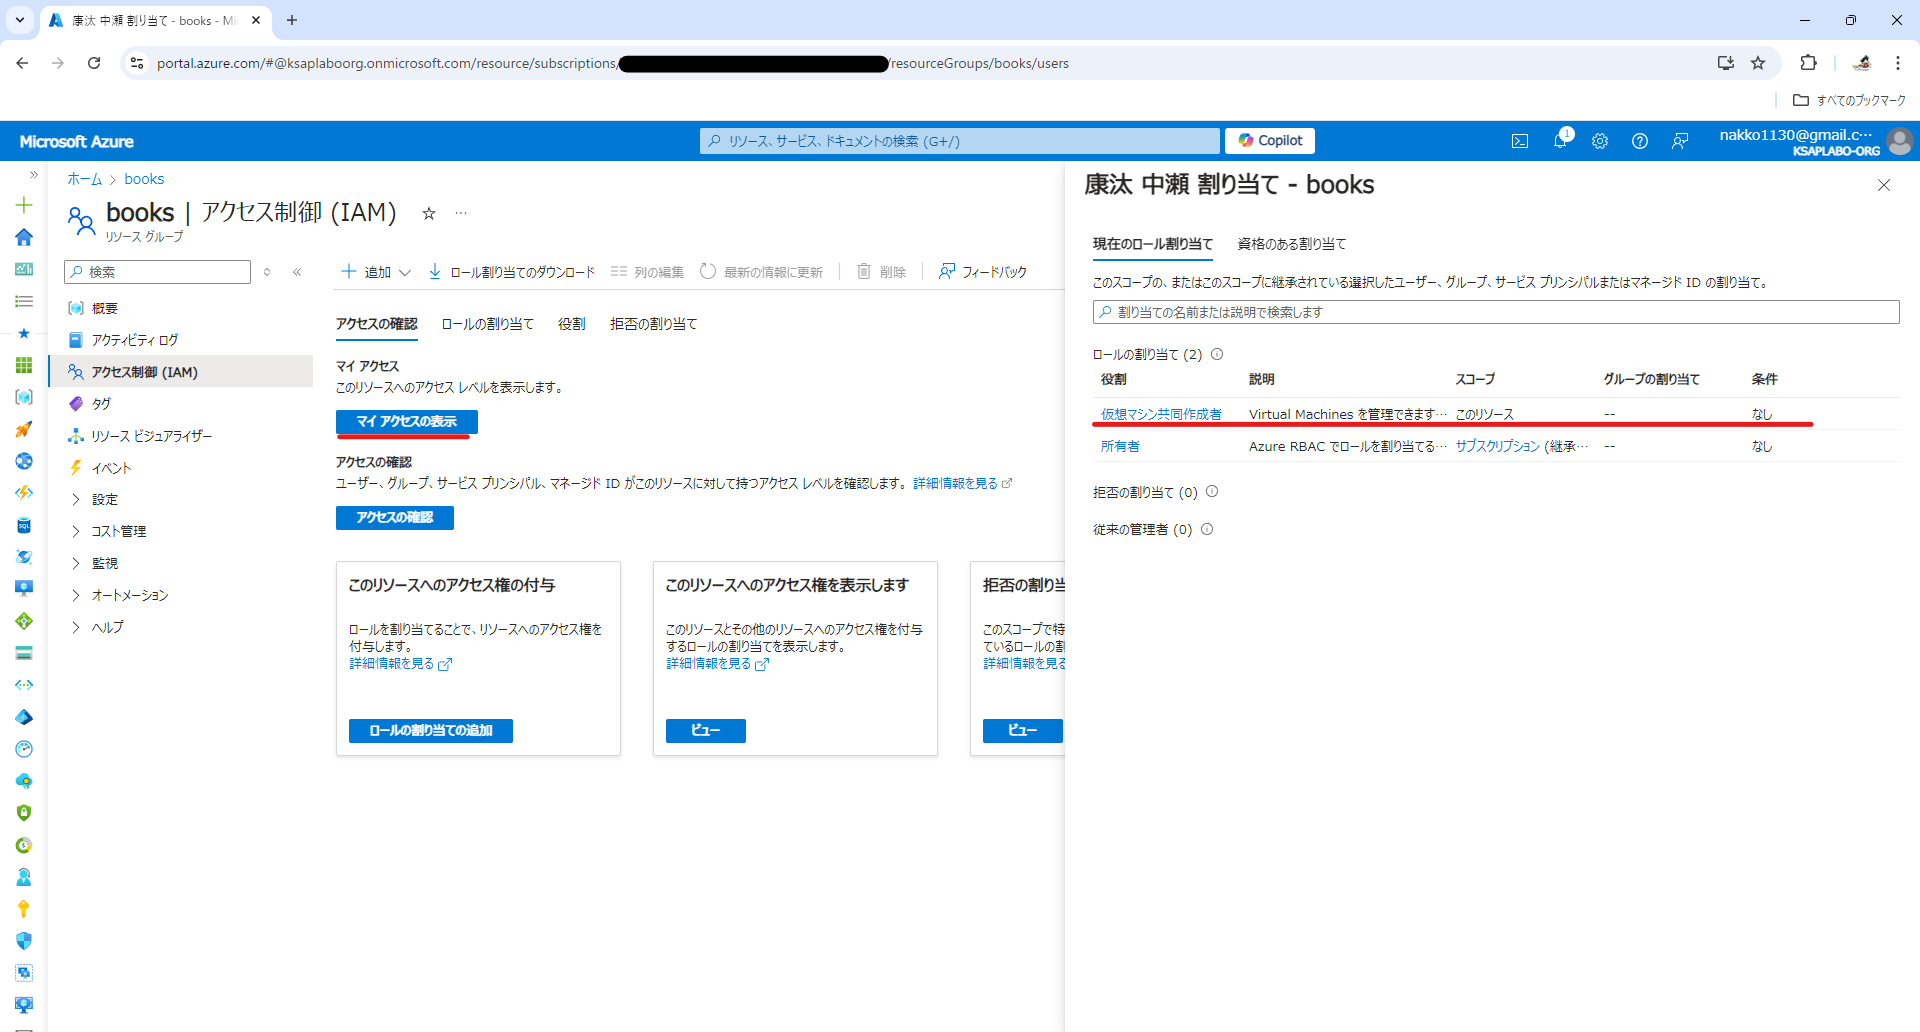 康汰 中瀬 割り当て - books - Mi
portal.azure.com/#@ksaplaboorg.onmicrosoft.com/resource/subscriptions/
/resourceGroups/books/users
すべてのブックマーク
Microsoft Azure
リソース、サービス、ドキュメントの検索 (G+/)
Copilot
1
nakko1130@gmail.c…
KSAPLABO-ORG
ホーム > books
books | アクセス制御 (IAM)
リソース グループ
検索
概要
アクティビティ ログ
アクセス制御 (IAM)
タグ
リソース ビジュアライザー
イベント
設定
コスト管理
監視
オートメーション
ヘルプ
追加
ロール割り当てのダウンロード
列の編集
最新の情報に更新
削除
フィードバック
アクセスの確認
ロールの割り当て
役割
拒否の割り当て
マイ アクセス
このリソースへのアクセス レベルを表示します。
マイ アクセスの表示
アクセスの確認
ユーザー、グループ、サービス プリンシパル、マネージド ID がこのリソースに対して持つアクセス レベルを確認します。 詳細情報を見る
アクセスの確認
このリソースへのアクセス権の付与
ロールを割り当てることで、リソースへのアクセス権を
付与します。
詳細情報を見る
ロールの割り当ての追加
このリソースへのアクセス権を表示します
このリソースとその他のリソースへのアクセス権を付与
するロールの割り当てを表示します。
詳細情報を見る
ビュー
拒否の割り当
このスコープで特
ているロールの割
詳細情報を見る
ビュー
康汰 中瀬 割り当て - books
現在のロール割り当て
資格のある割り当て
このスコープの、またはこのスコープに継承されている選択したユーザー、グループ、サービス プリンシパルまたはマネージド ID の割り当て。
割り当ての名前または説明で検索します
ロールの割り当て (2)
役割 説明 スコープ グループの割り当て 条件
仮想マシン共同作成者 Virtual Machines を管理できます… このリソース -- なし
所有者 Azure RBAC でロールを割り当てる… サブスクリプション (継承… -- なし
拒否の割り当て (0)
従来の管理者 (0)